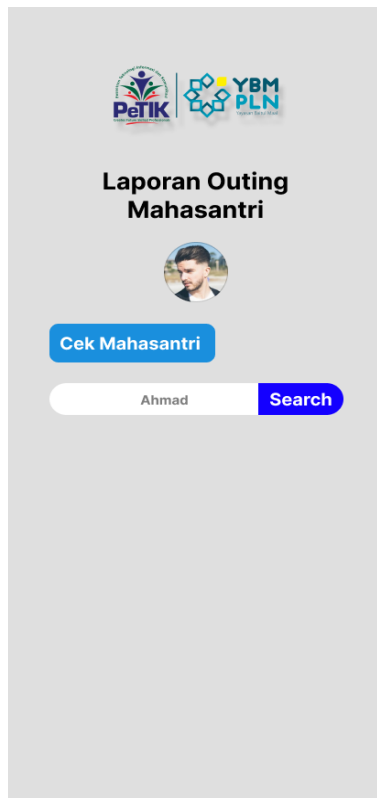 PeTIK
YBM
PLN
Laporan Outing
Mahasantri
Cek Mahasantri
Ahmad
Search